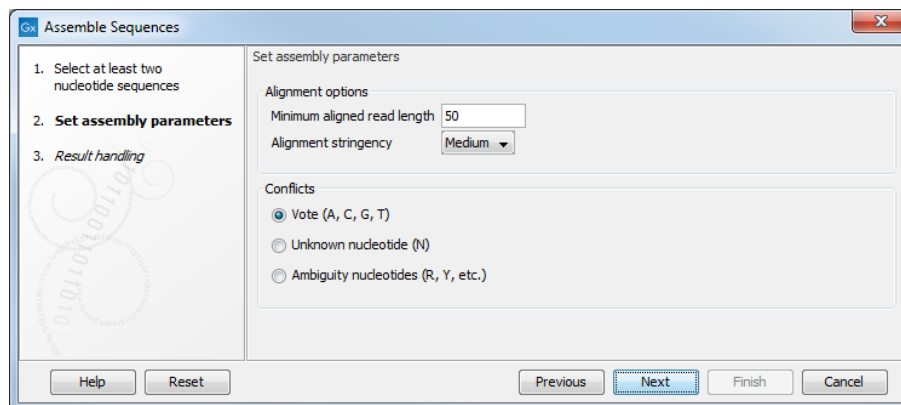 Gx Assemble Sequences
X
1. Select at least two
nucleotide sequences
2. Set assembly parameters
3. Result handling
Set assembly parameters
Alignment options
Minimum aligned read length 50
Alignment stringency Medium
Conflicts
Vote (A, C, G, T)
Unknown nucleotide (N)
Ambiguity nucleotides (R, Y, etc.)
Help Reset Previous Next Finish Cancel